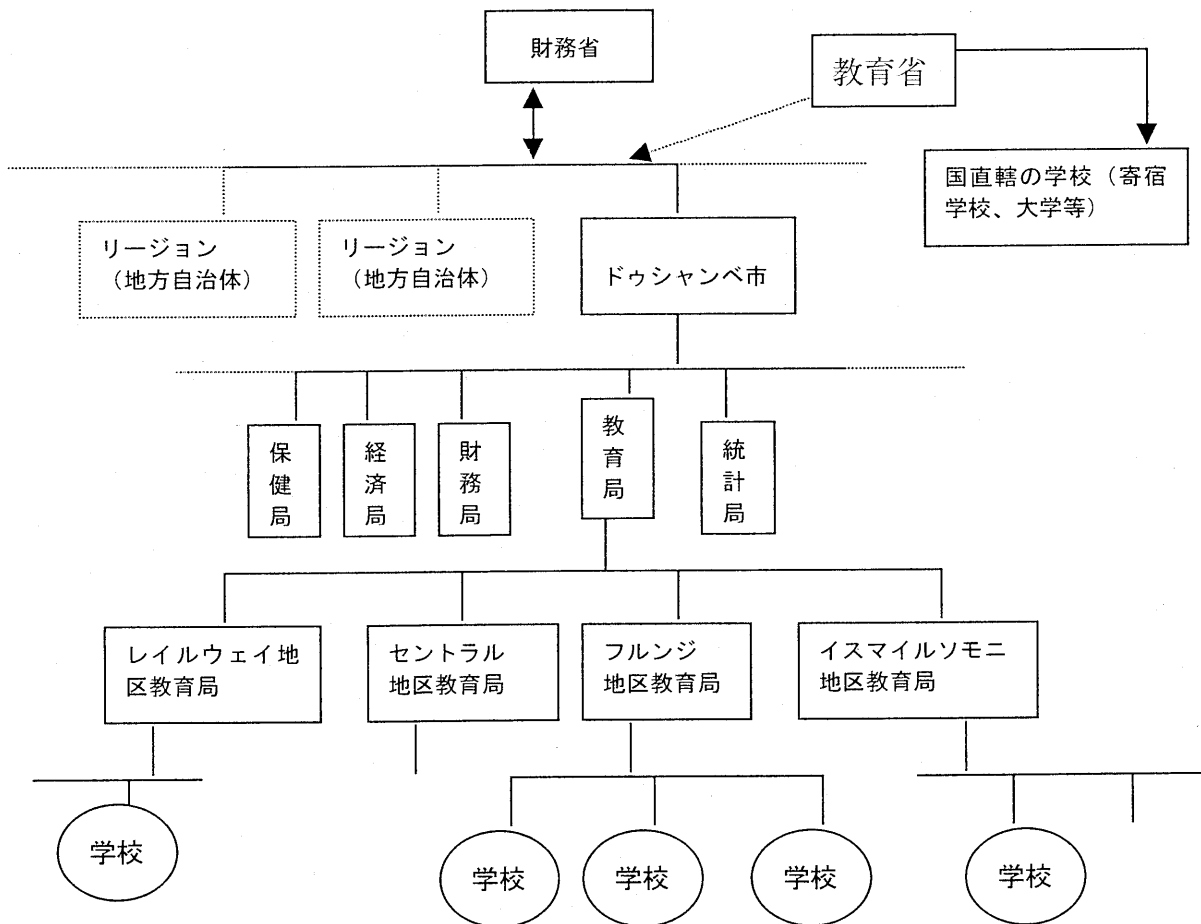 財務省
教育省
国直轄の学校（寄宿
学校、大学等）
リージョン
（地方自治体）
リージョン
（地方自治体）
ドゥシャンベ市
保健局
経済局
財務局
教育局
統計局
レイルウェイ地
区教育局
セントラル
地区教育局
フルンジ
地区教育局
イスマイルソモニ
地区教育局
学校
学校
学校
学校
学校